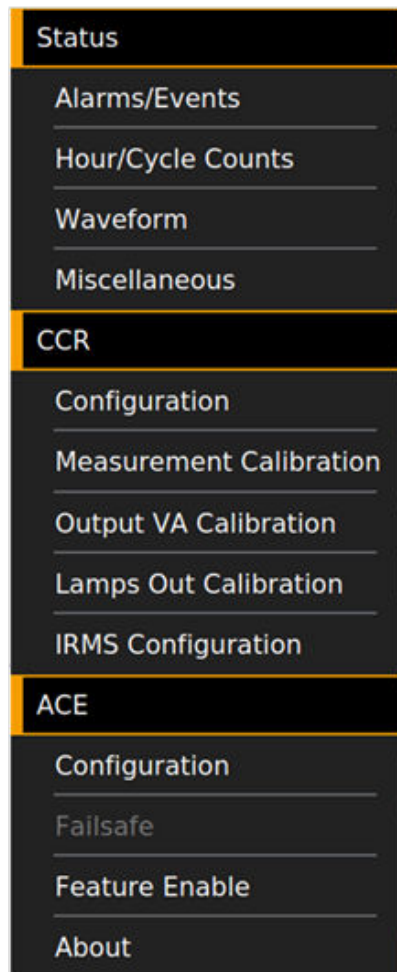 Status
Alarms/Events
Hour/Cycle Counts
Waveform
Miscellaneous
CCR
Configuration
Measurement Calibration
Output VA Calibration
Lamps Out Calibration
IRMS Configuration
ACE
Configuration
Failsafe
Feature Enable
About